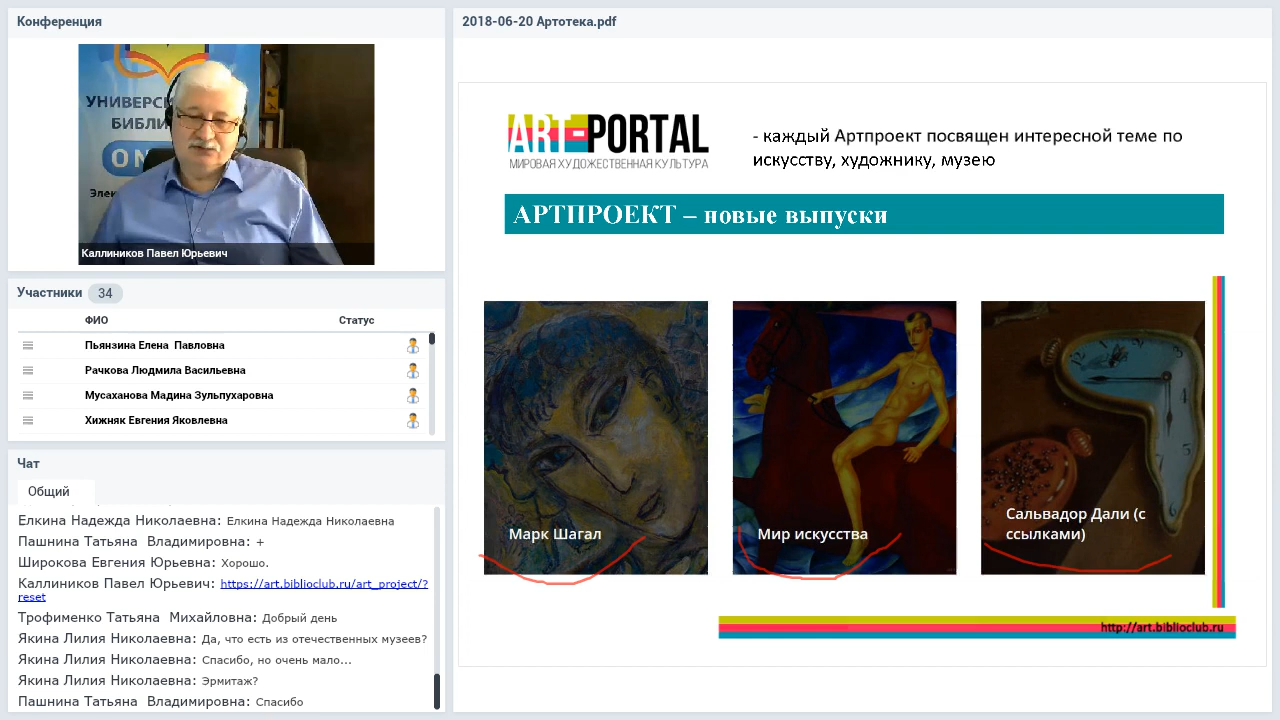 Конференция
УНИВЕРС
БИБЛИ
Каллиников Павел Юрьевич
Участники 34
ФИО Статус
Пьянзина Елена Павловна
Рачкова Людмила Васильевна
Мусаханова Мадина Зульпухаровна
Хижняк Евгения Яковлевна
Чат
Общий
Елкина Надежда Николаевна: Елкина Надежда Николаевна
Пашнина Татьяна Владимировна: +
Широкова Евгения Юрьевна: Хорошо.
Каллиников Павел Юрьевич: https://art.biblioclub.ru/art_project/?
reset
Трофименко Татьяна Михайловна: Добрый день
Якина Лилия Николаевна: Да, что есть из отечественных музеев?
Якина Лилия Николаевна: Спасибо, но очень мало...
Якина Лилия Николаевна: Эрмитаж?
Пашнина Татьяна Владимировна: Спасибо
2018-06-20 Артотека.pdf
ART-PORTAL
МИРОВАЯ ХУДОЖЕСТВЕННАЯ КУЛЬТУРА
- каждый Артпроект посвящен интересной теме по
искусству, художнику, музею
АРТПРОЕКТ – новые выпуски
Марк Шагал
Мир искусства
Сальвадор Дали (с
ссылками)
http://art.biblioclub.ru